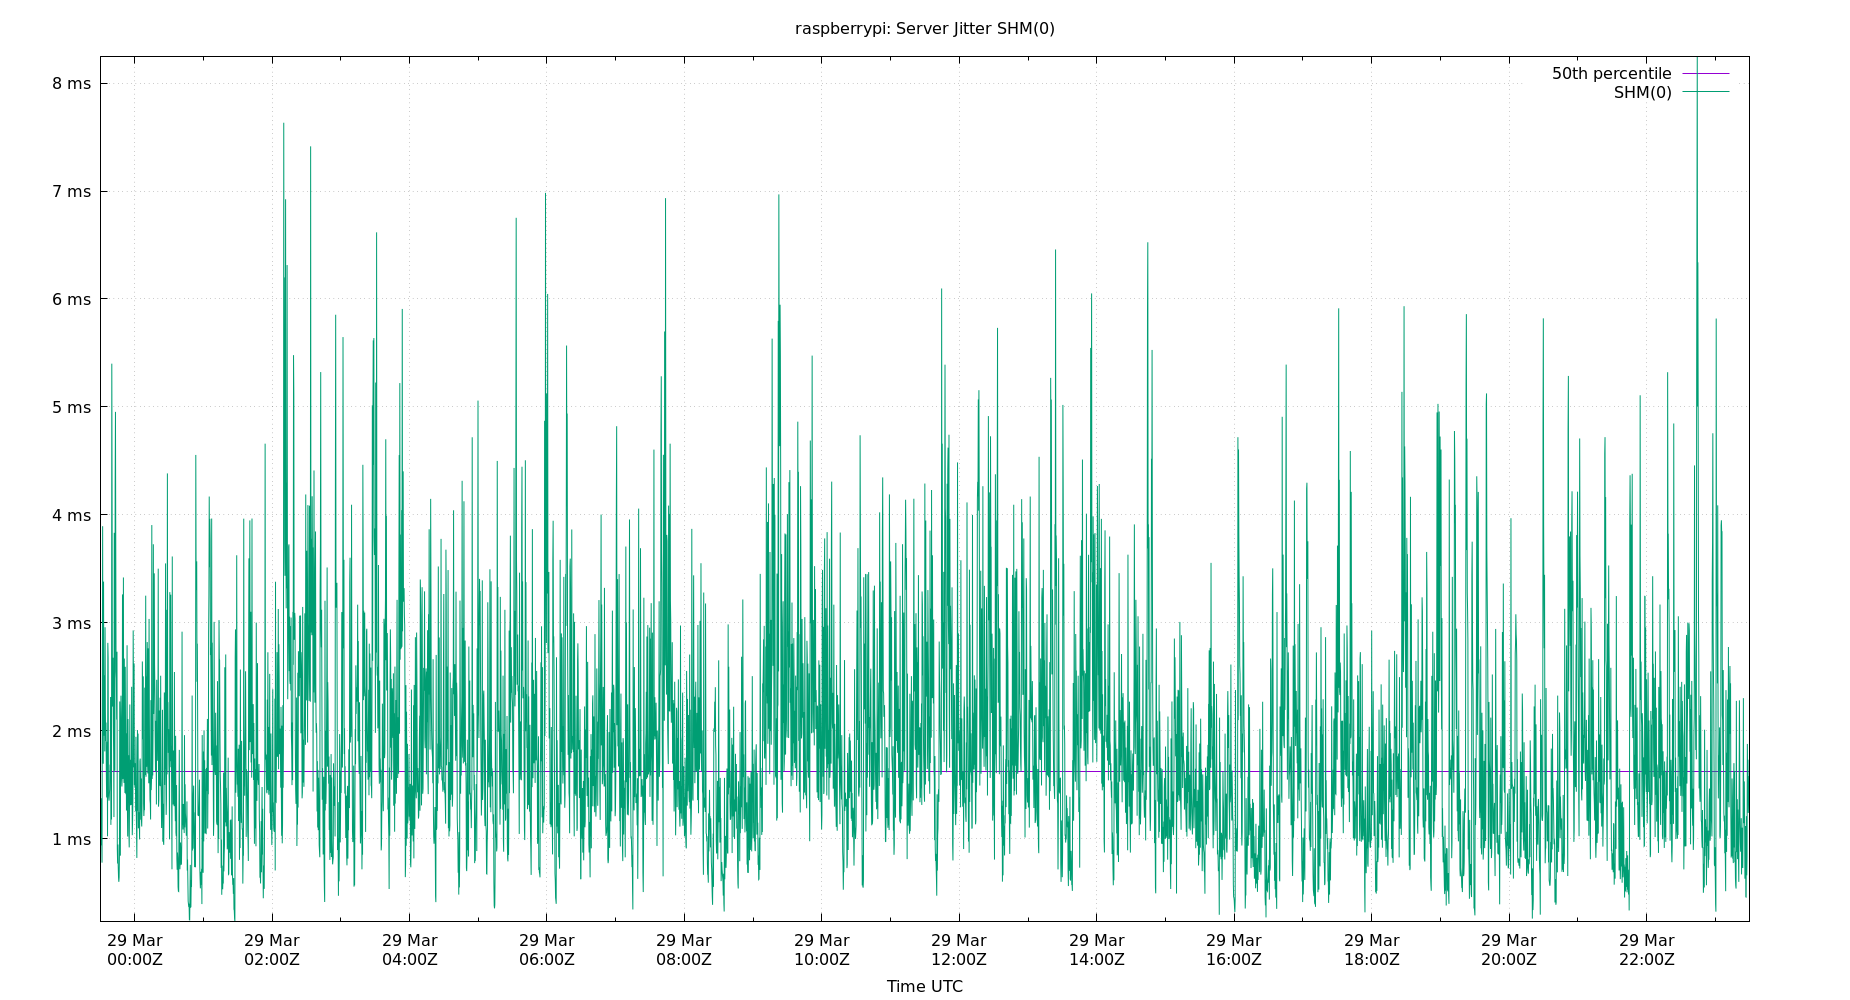 raspberrypi: Server Jitter SHM(0)
50th percentile
SHM(0)
8 ms
7 ms
6 ms
5 ms
4 ms
3 ms
2 ms
1 ms
29 Mar 29 Mar 29 Mar 29 Mar 29 Mar 29 Mar 29 Mar 29 Mar 29 Mar 29 Mar 29 Mar 29 Mar
00:00Z 02:00Z 04:00Z 06:00Z 08:00Z 10:00Z 12:00Z 14:00Z 16:00Z 18:00Z 20:00Z 22:00Z
Time UTC